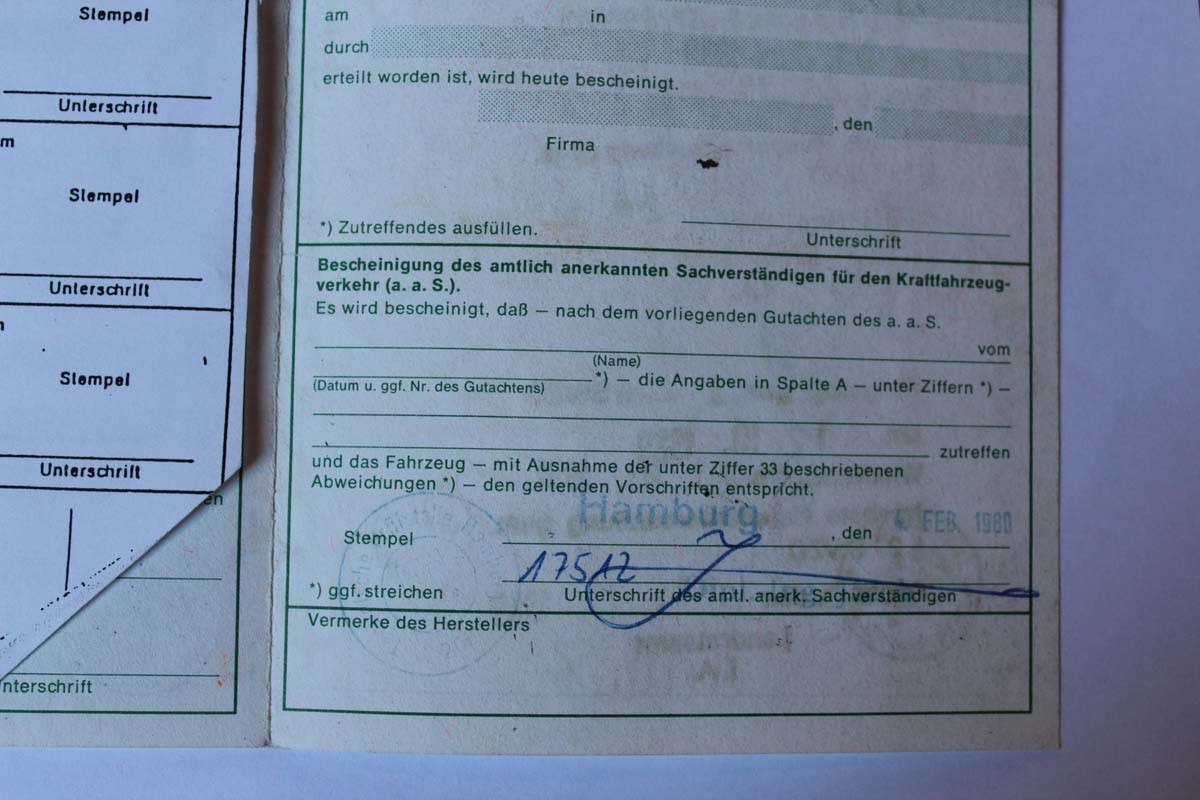 Stempel
Unterschrift
m
Stempel
Unterschrift
Stempel
Unterschrift
en
nterschrift
am in
durch
erteilt worden ist, wird heute bescheinigt.
, den
Firma
*) Zutreffendes ausfüllen.
Unterschrift
Bescheinigung des amtlich anerkannten Sachverständigen für den Kraftfahrzeug-
verkehr (a. a. S.).
Es wird bescheinigt, daß — nach dem vorliegenden Gutachten des a. a. S.
vom
(Name)
*) — die Angaben in Spalte A — unter Ziffern *) —
(Datum u. ggf. Nr. des Gutachtens)
zutreffen
und das Fahrzeug — mit Ausnahme der unter Ziffer 33 beschriebenen
Abweichungen *) — den geltenden Vorschriften entspricht.
Hamburg , den FEB. 1980
Stempel
*) ggf. streichen
Unterschrift des amtl. anerk. Sachverständigen
Vermerke des Herstellers